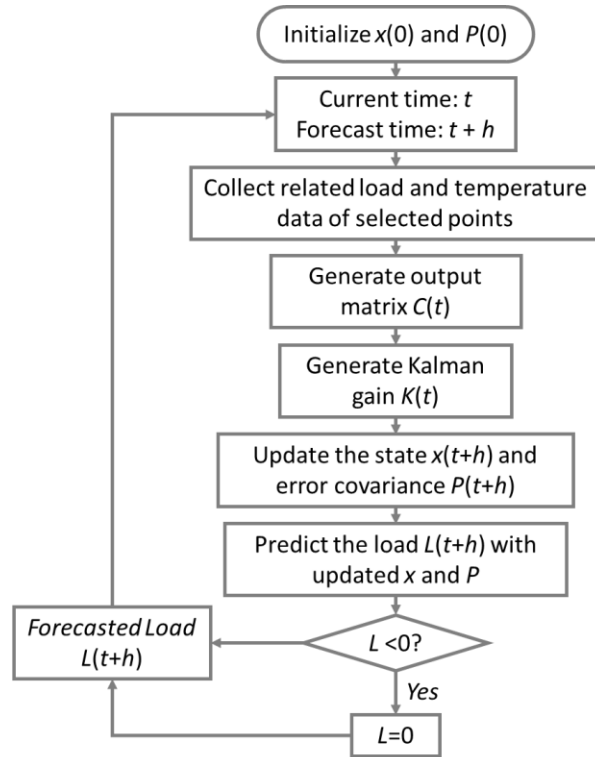 Initialize x(0) and P(0)
Current time: t
Forecast time: t + h
Collect related load and temperature
data of selected points
Generate output
matrix C(t)
Generate Kalman
gain K(t)
Update the state x(t+h) and
error covariance P(t+h)
Predict the load L(t+h) with
updated x and P
L <0?
Forecasted Load
L(t+h)
Yes
L=0